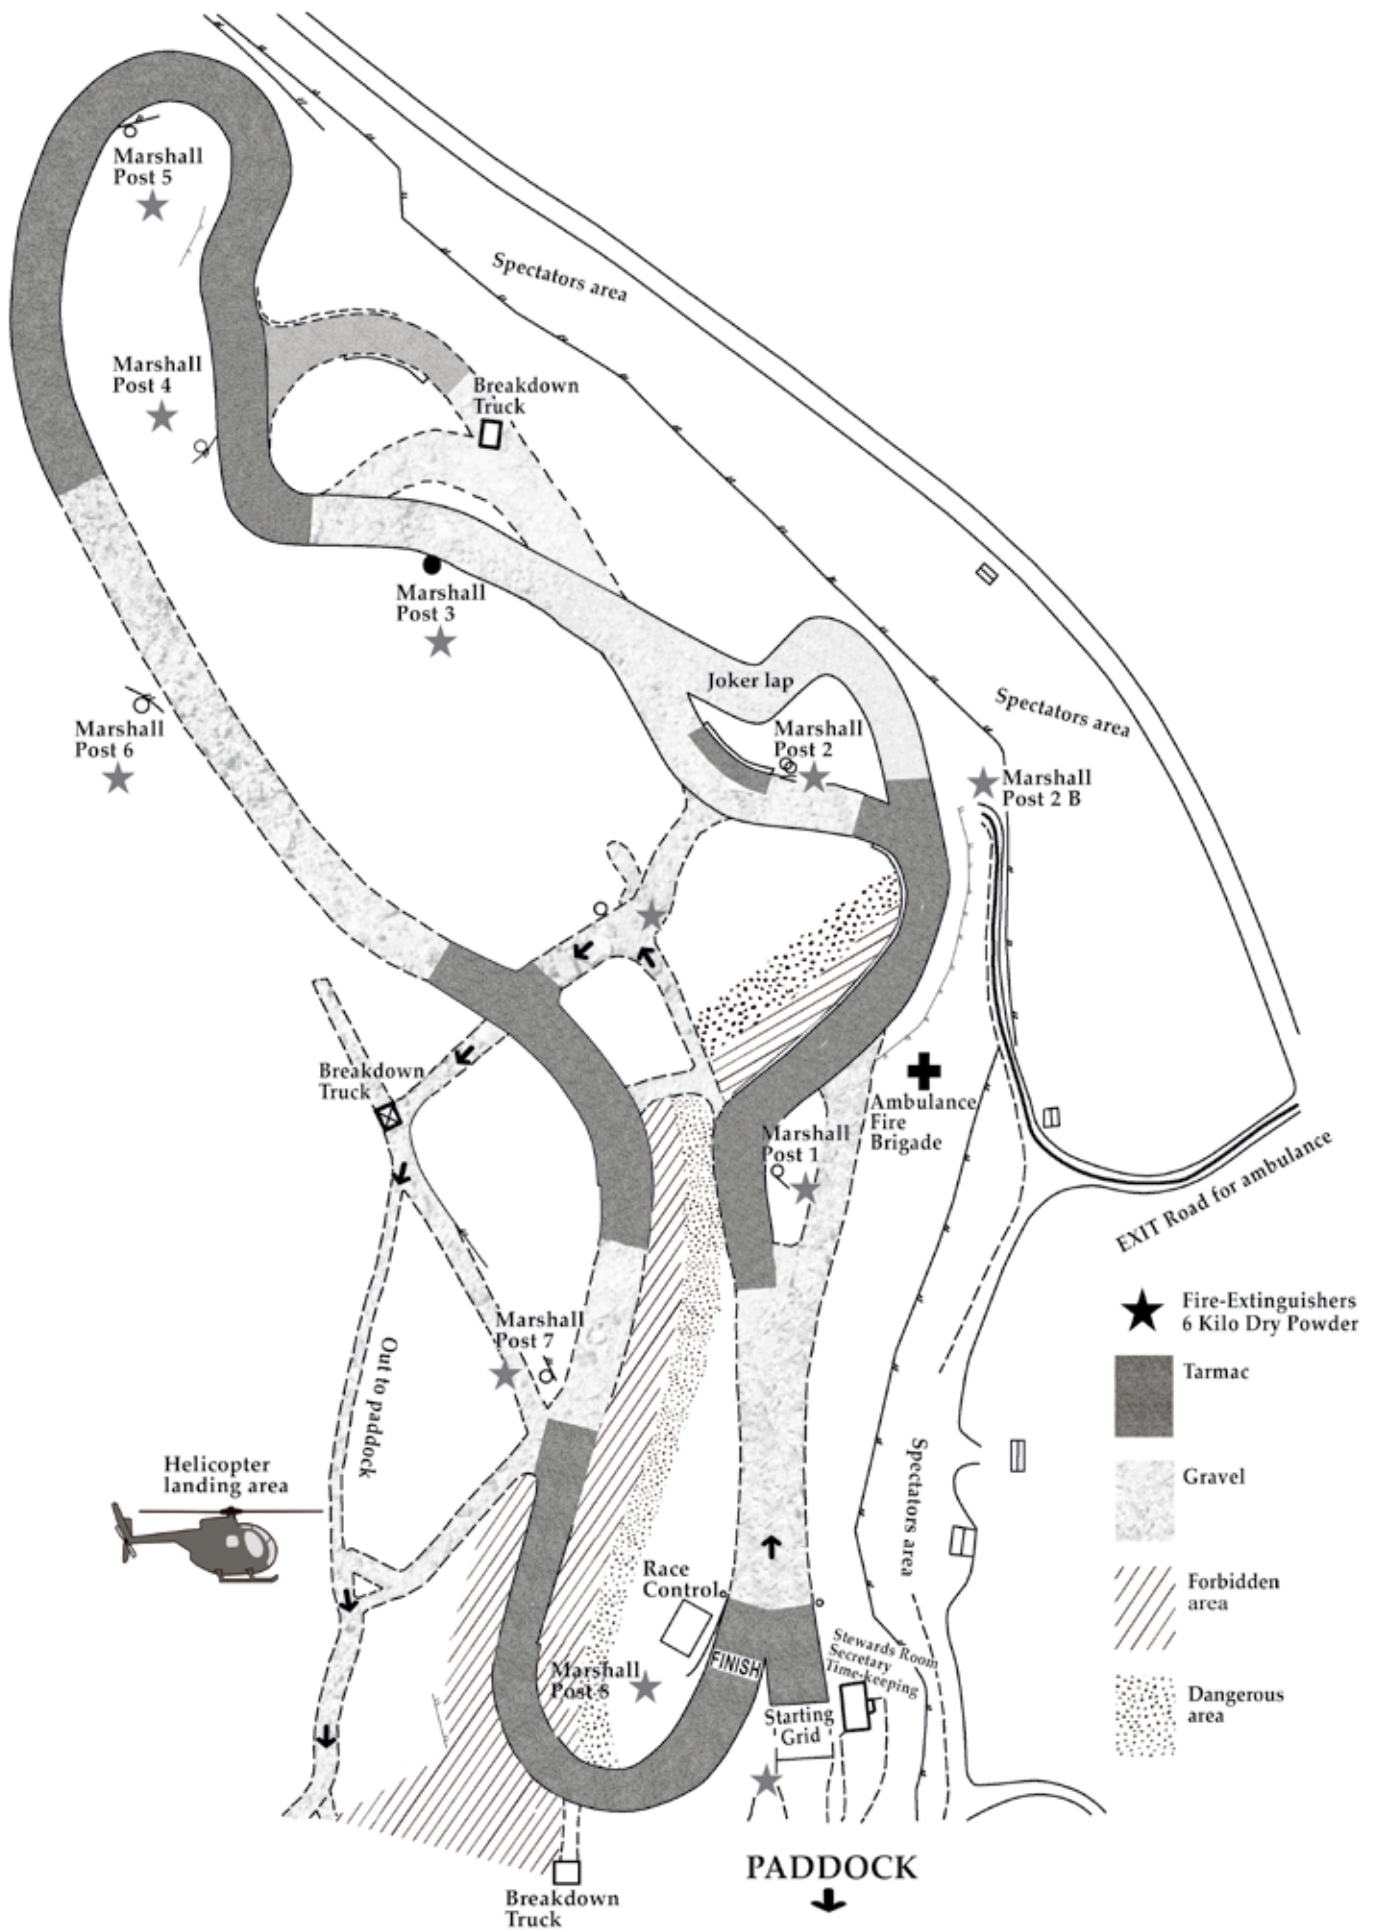 Marshall
Post 5
Spectators area
Marshall
Post 4
Breakdown
Truck
Marshall
Post 3
Joker lap
Spectators area
Marshall
Post 6
Marshall
Post 2
Marshall
Post 2 B
Breakdown
Truck
Ambulance
Fire
Brigade
Marshall
Post 1
EXIT Road for ambulance
Fire-Extinguishers
6 Kilo Dry Powder
Marshall
Post 7
Out to paddock
Tarmac
Helicopter
landing area
Spectators area
Gravel
Race
Control
Forbidden
area
Stewards Room
Secretary
Time-keeping
FINISH
Marshall
Post 8
Starting
Grid
Dangerous
area
PADDOCK
Breakdown
Truck